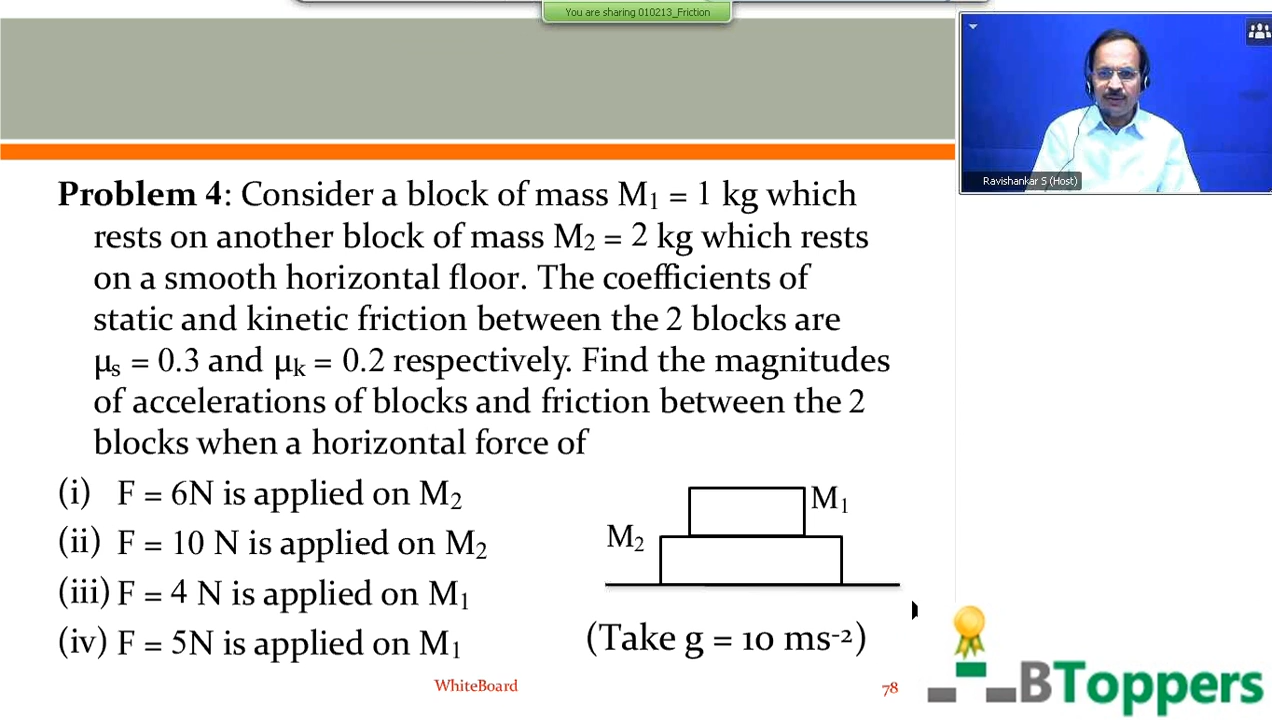 You are sharing 010213_Friction
Ravishankar S (Host)
Problem 4: Consider a block of mass M₁ = 1 kg which
rests on another block of mass M₂ = 2 kg which rests
on a smooth horizontal floor. The coefficients of
static and kinetic friction between the 2 blocks are
μₛ = 0.3 and μₖ = 0.2 respectively. Find the magnitudes
of accelerations of blocks and friction between the 2
blocks when a horizontal force of
(i) F = 6N is applied on M₂
(ii) F = 10 N is applied on M₂
(iii) F = 4 N is applied on M₁
(iv) F = 5N is applied on M₁
M₁
M₂
(Take g = 10 ms⁻²)
WhiteBoard
78
BToppers